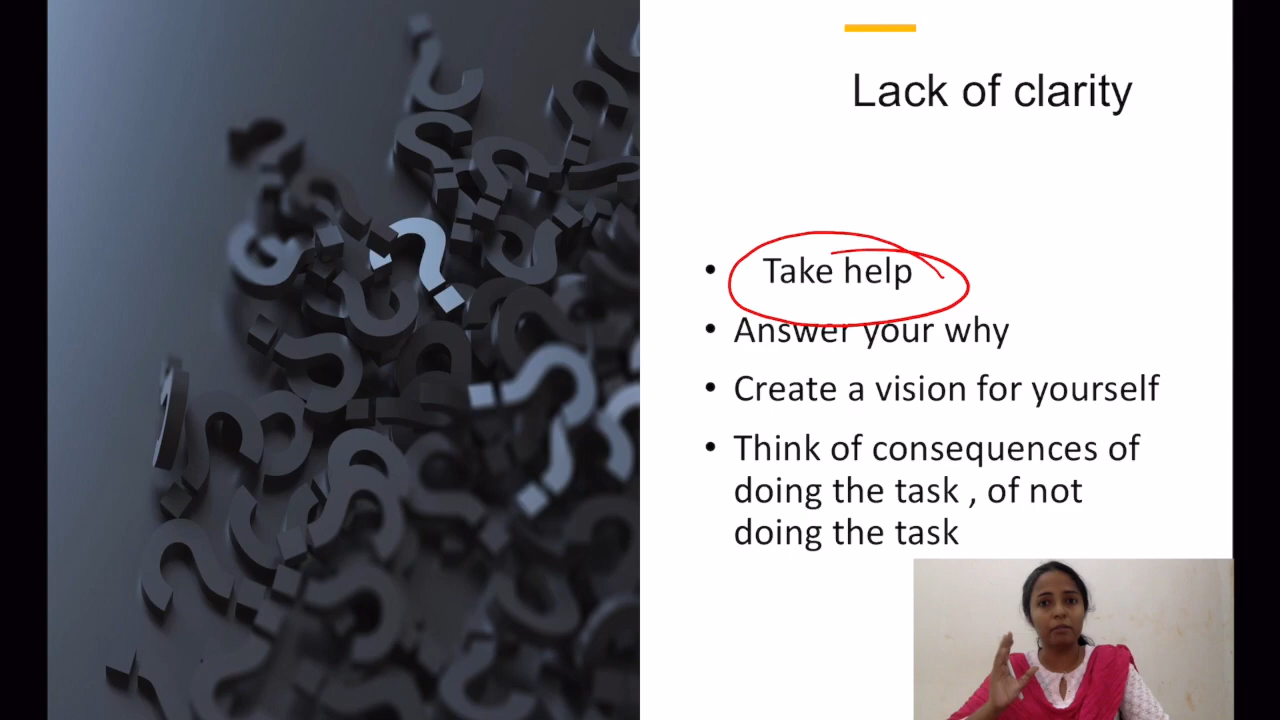 Lack of clarity
• Take help
• Answer your why
• Create a vision for yourself
• Think of consequences of
doing the task , of not
doing the task